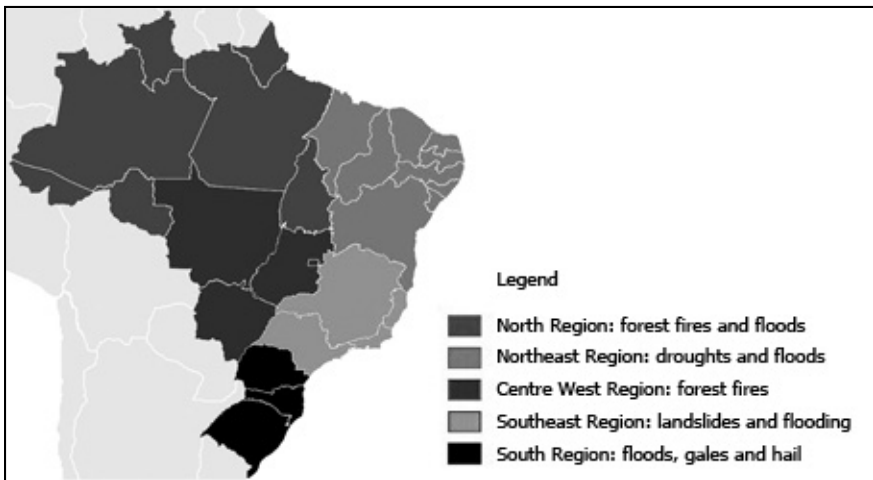 Legend
North Region: forest fires and floods
Northeast Region: droughts and floods
Centre West Region: forest fires
Southeast Region: landslides and flooding
South Region: floods, gales and hail